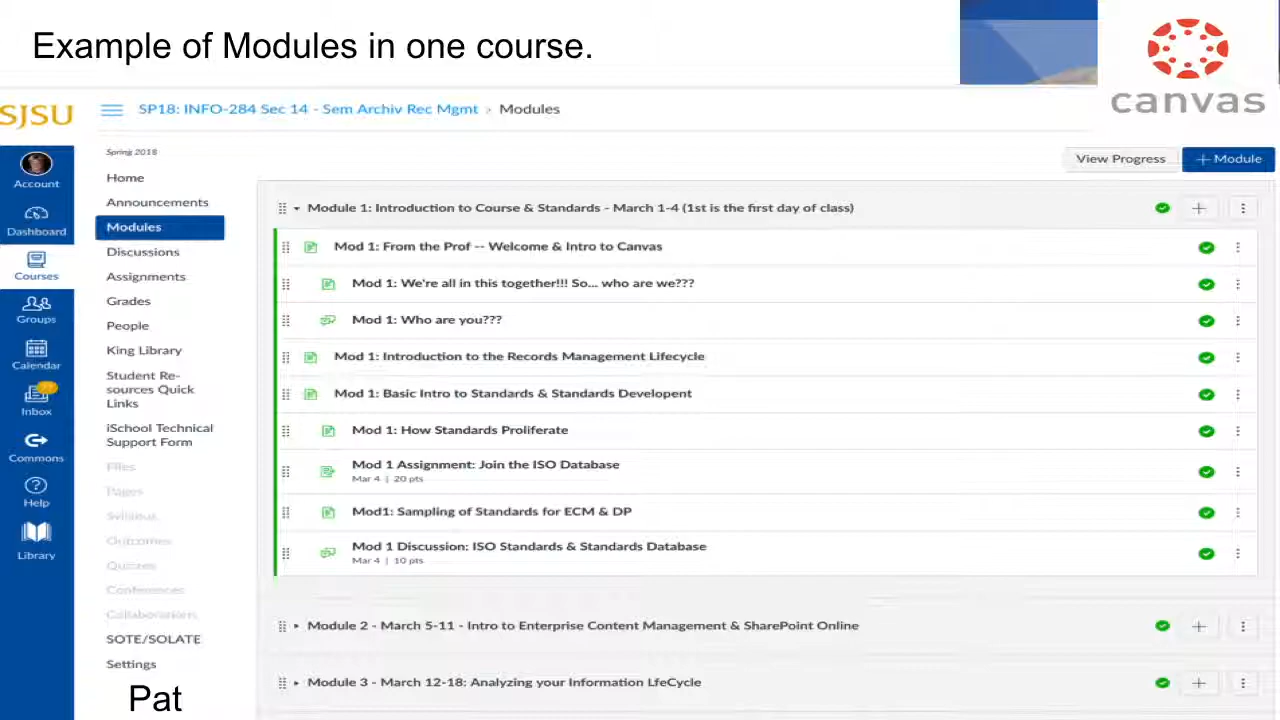 Example of Modules in one course.
canvas
SJSU
SP18: INFO-284 Sec 14 - Sem Archiv Rec Mgmt › Modules
Spring 2018
View Progress
+ Module
Account
Dashboard
Courses
Groups
Calendar
Inbox
Commons
Help
Library
Home
Announcements
Modules
Discussions
Assignments
Grades
People
King Library
Student Re-
sources Quick
Links
iSchool Technical
Support Form
Files
Pages
Syllabus
Outcomes
Quizzes
Conferences
Collaborations
SOTE/SOLATE
Settings
Pat
Module 1: Introduction to Course & Standards - March 1-4 (1st is the first day of class)
Mod 1: From the Prof -- Welcome & Intro to Canvas
Mod 1: We're all in this together!!! So... who are we???
Mod 1: Who are you???
Mod 1: Introduction to the Records Management Lifecycle
Mod 1: Basic Intro to Standards & Standards Developent
Mod 1: How Standards Proliferate
Mod 1 Assignment: Join the ISO Database
Mar 4 | 20 pts
Mod1: Sampling of Standards for ECM & DP
Mod 1 Discussion: ISO Standards & Standards Database
Mar 4 | 10 pts
Module 2 - March 5-11 - Intro to Enterprise Content Management & SharePoint Online
Module 3 - March 12-18: Analyzing your Information LfeCycle